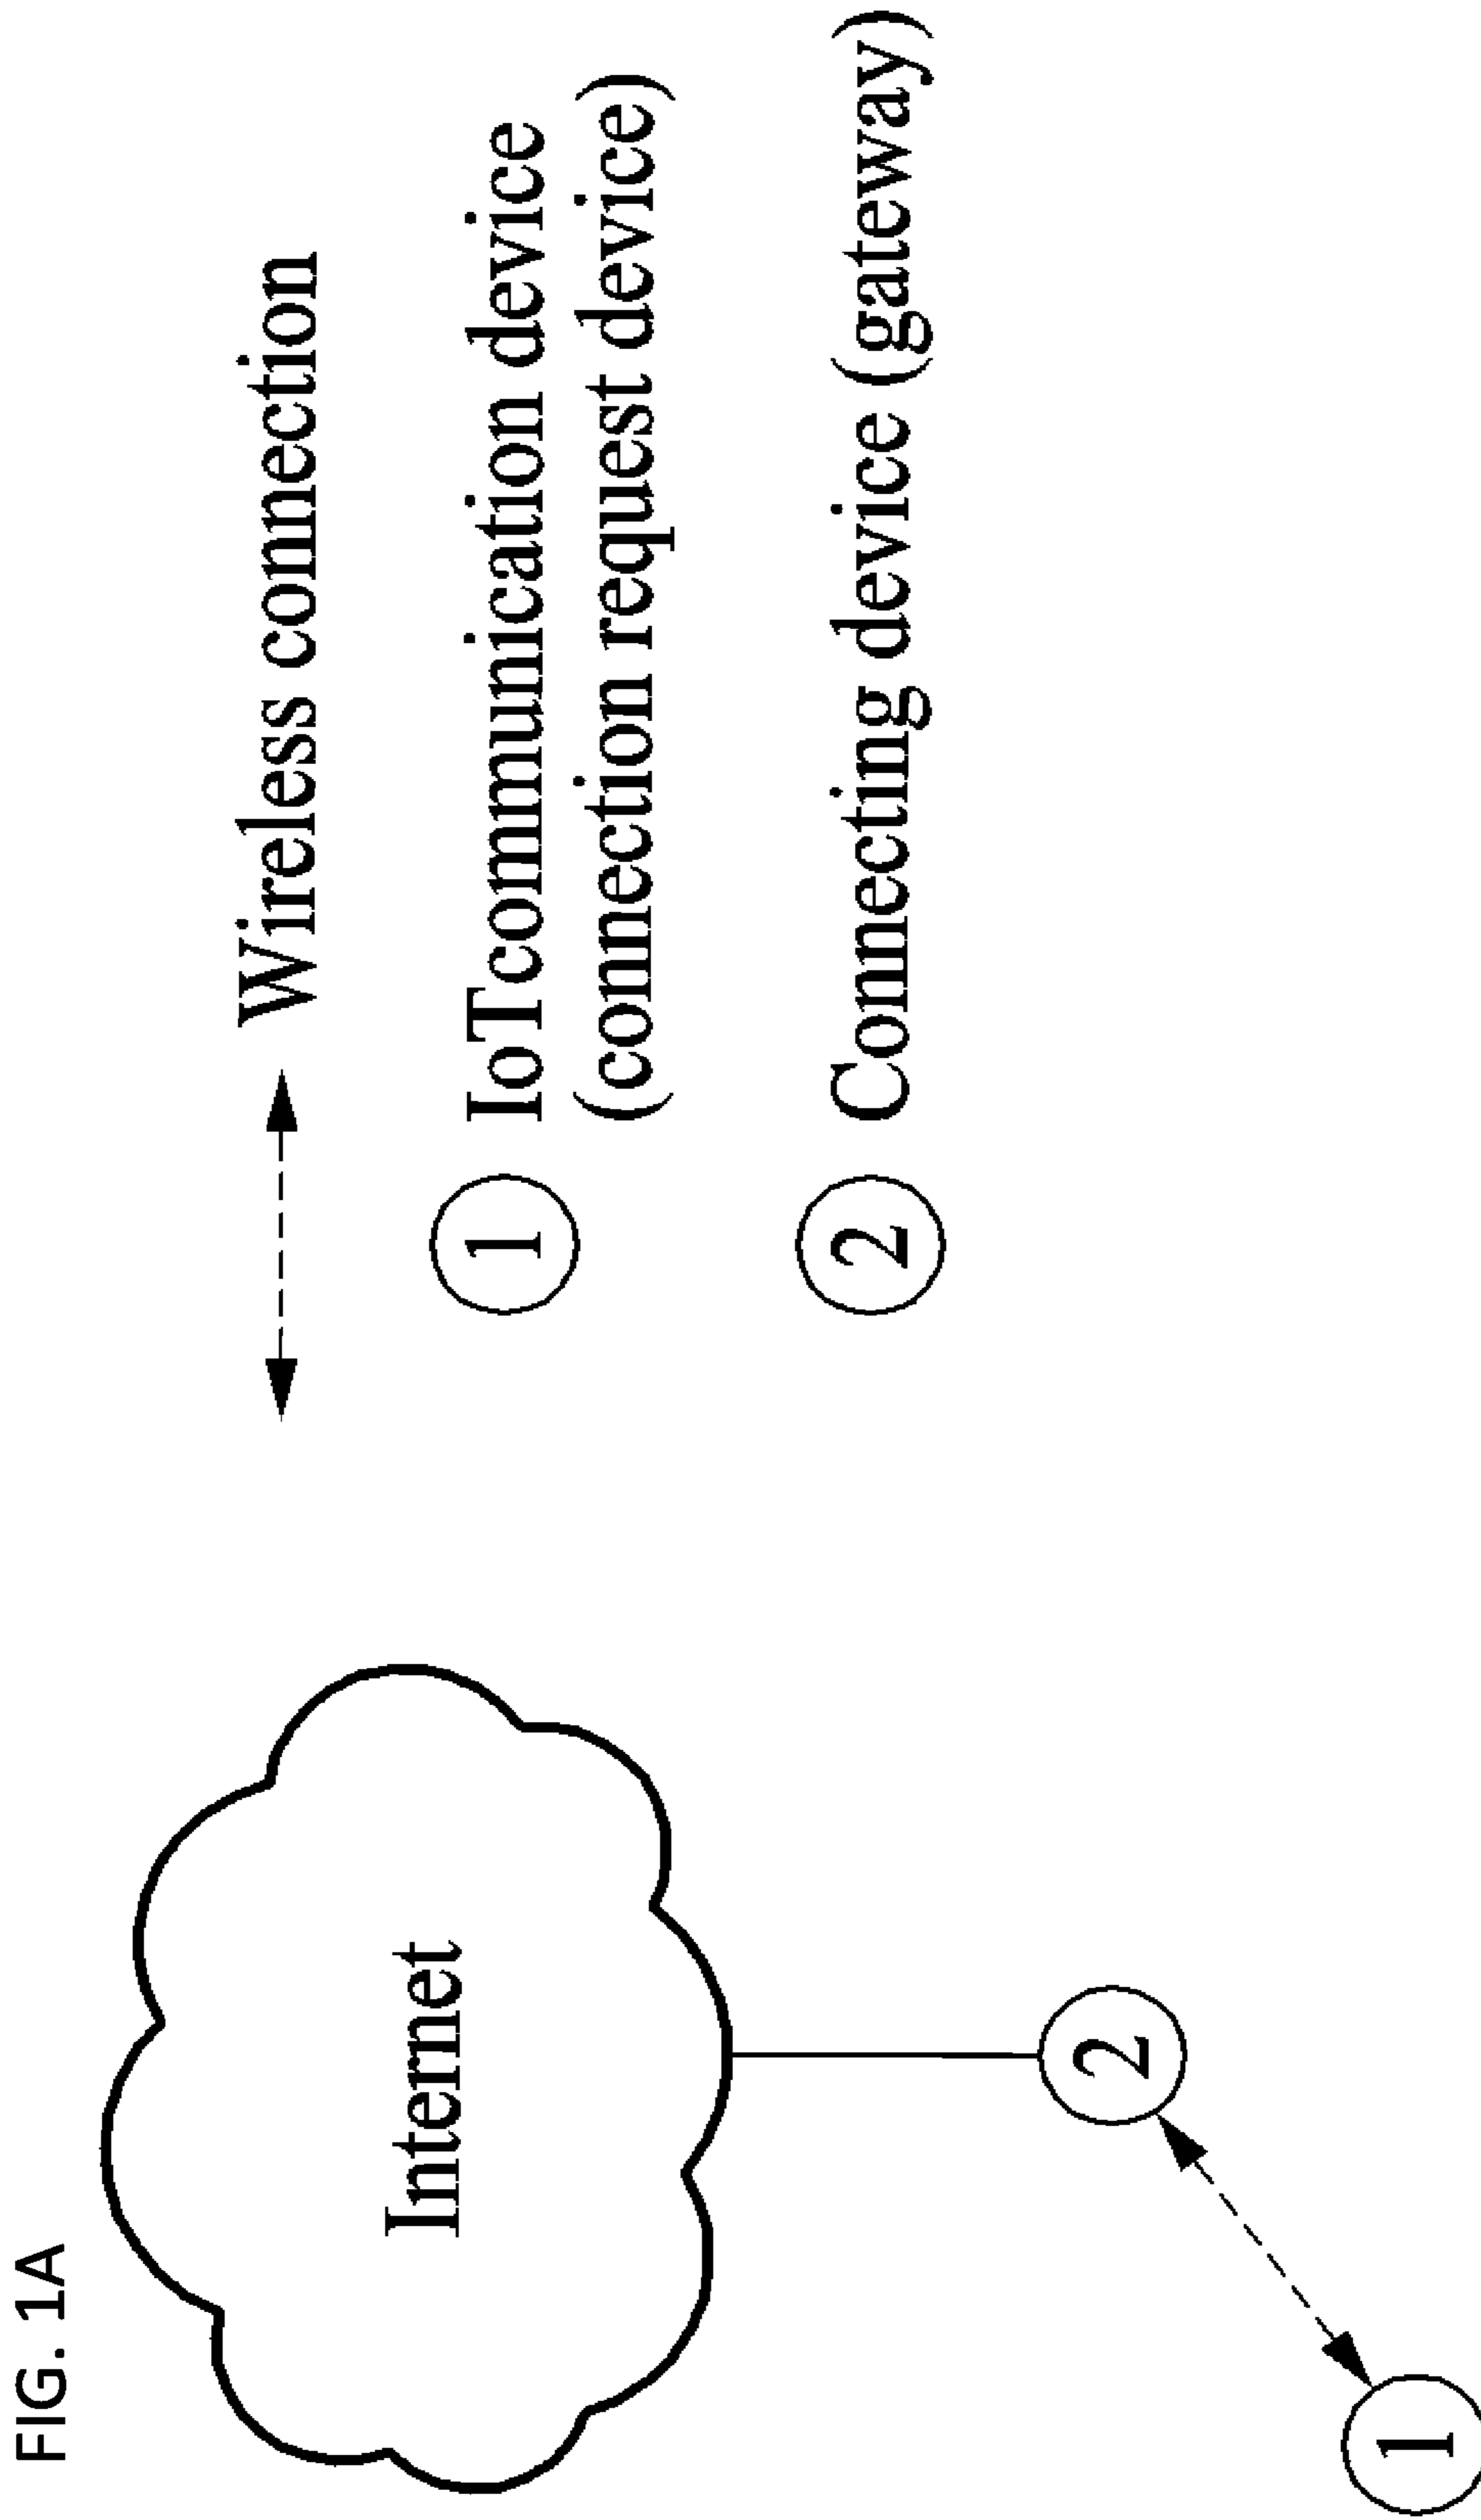 FIG. 1A
Internet
2
1
Wireless connection
1 IoTcommunication device
(connection request device)
2 Connecting device (gateway)